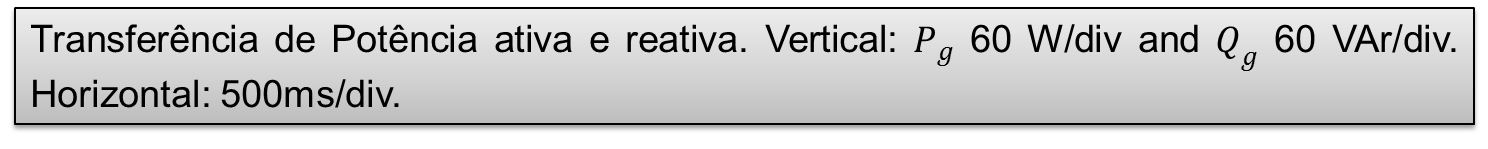 Transferência de Potência ativa e reativa. Vertical: P_g 60 W/div and Q_g 60 VAr/div.
Horizontal: 500ms/div.